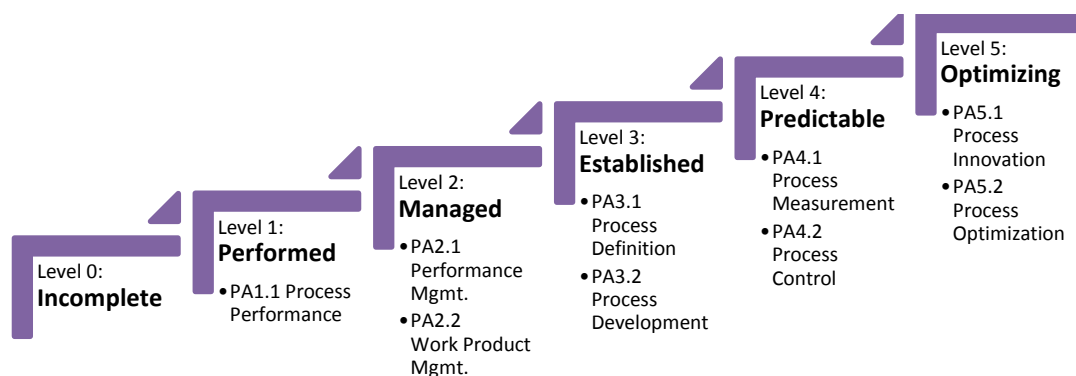 Level 0:
Incomplete
Level 1:
Performed
•PA1.1 Process
Performance
Level 2:
Managed
•PA2.1
Performance
Mgmt.
•PA2.2
Work Product
Mgmt.
Level 3:
Established
•PA3.1
Process
Definition
•PA3.2
Process
Development
Level 4:
Predictable
•PA4.1
Process
Measurement
•PA4.2
Process
Control
Level 5:
Optimizing
•PA5.1
Process
Innovation
•PA5.2
Process
Optimization